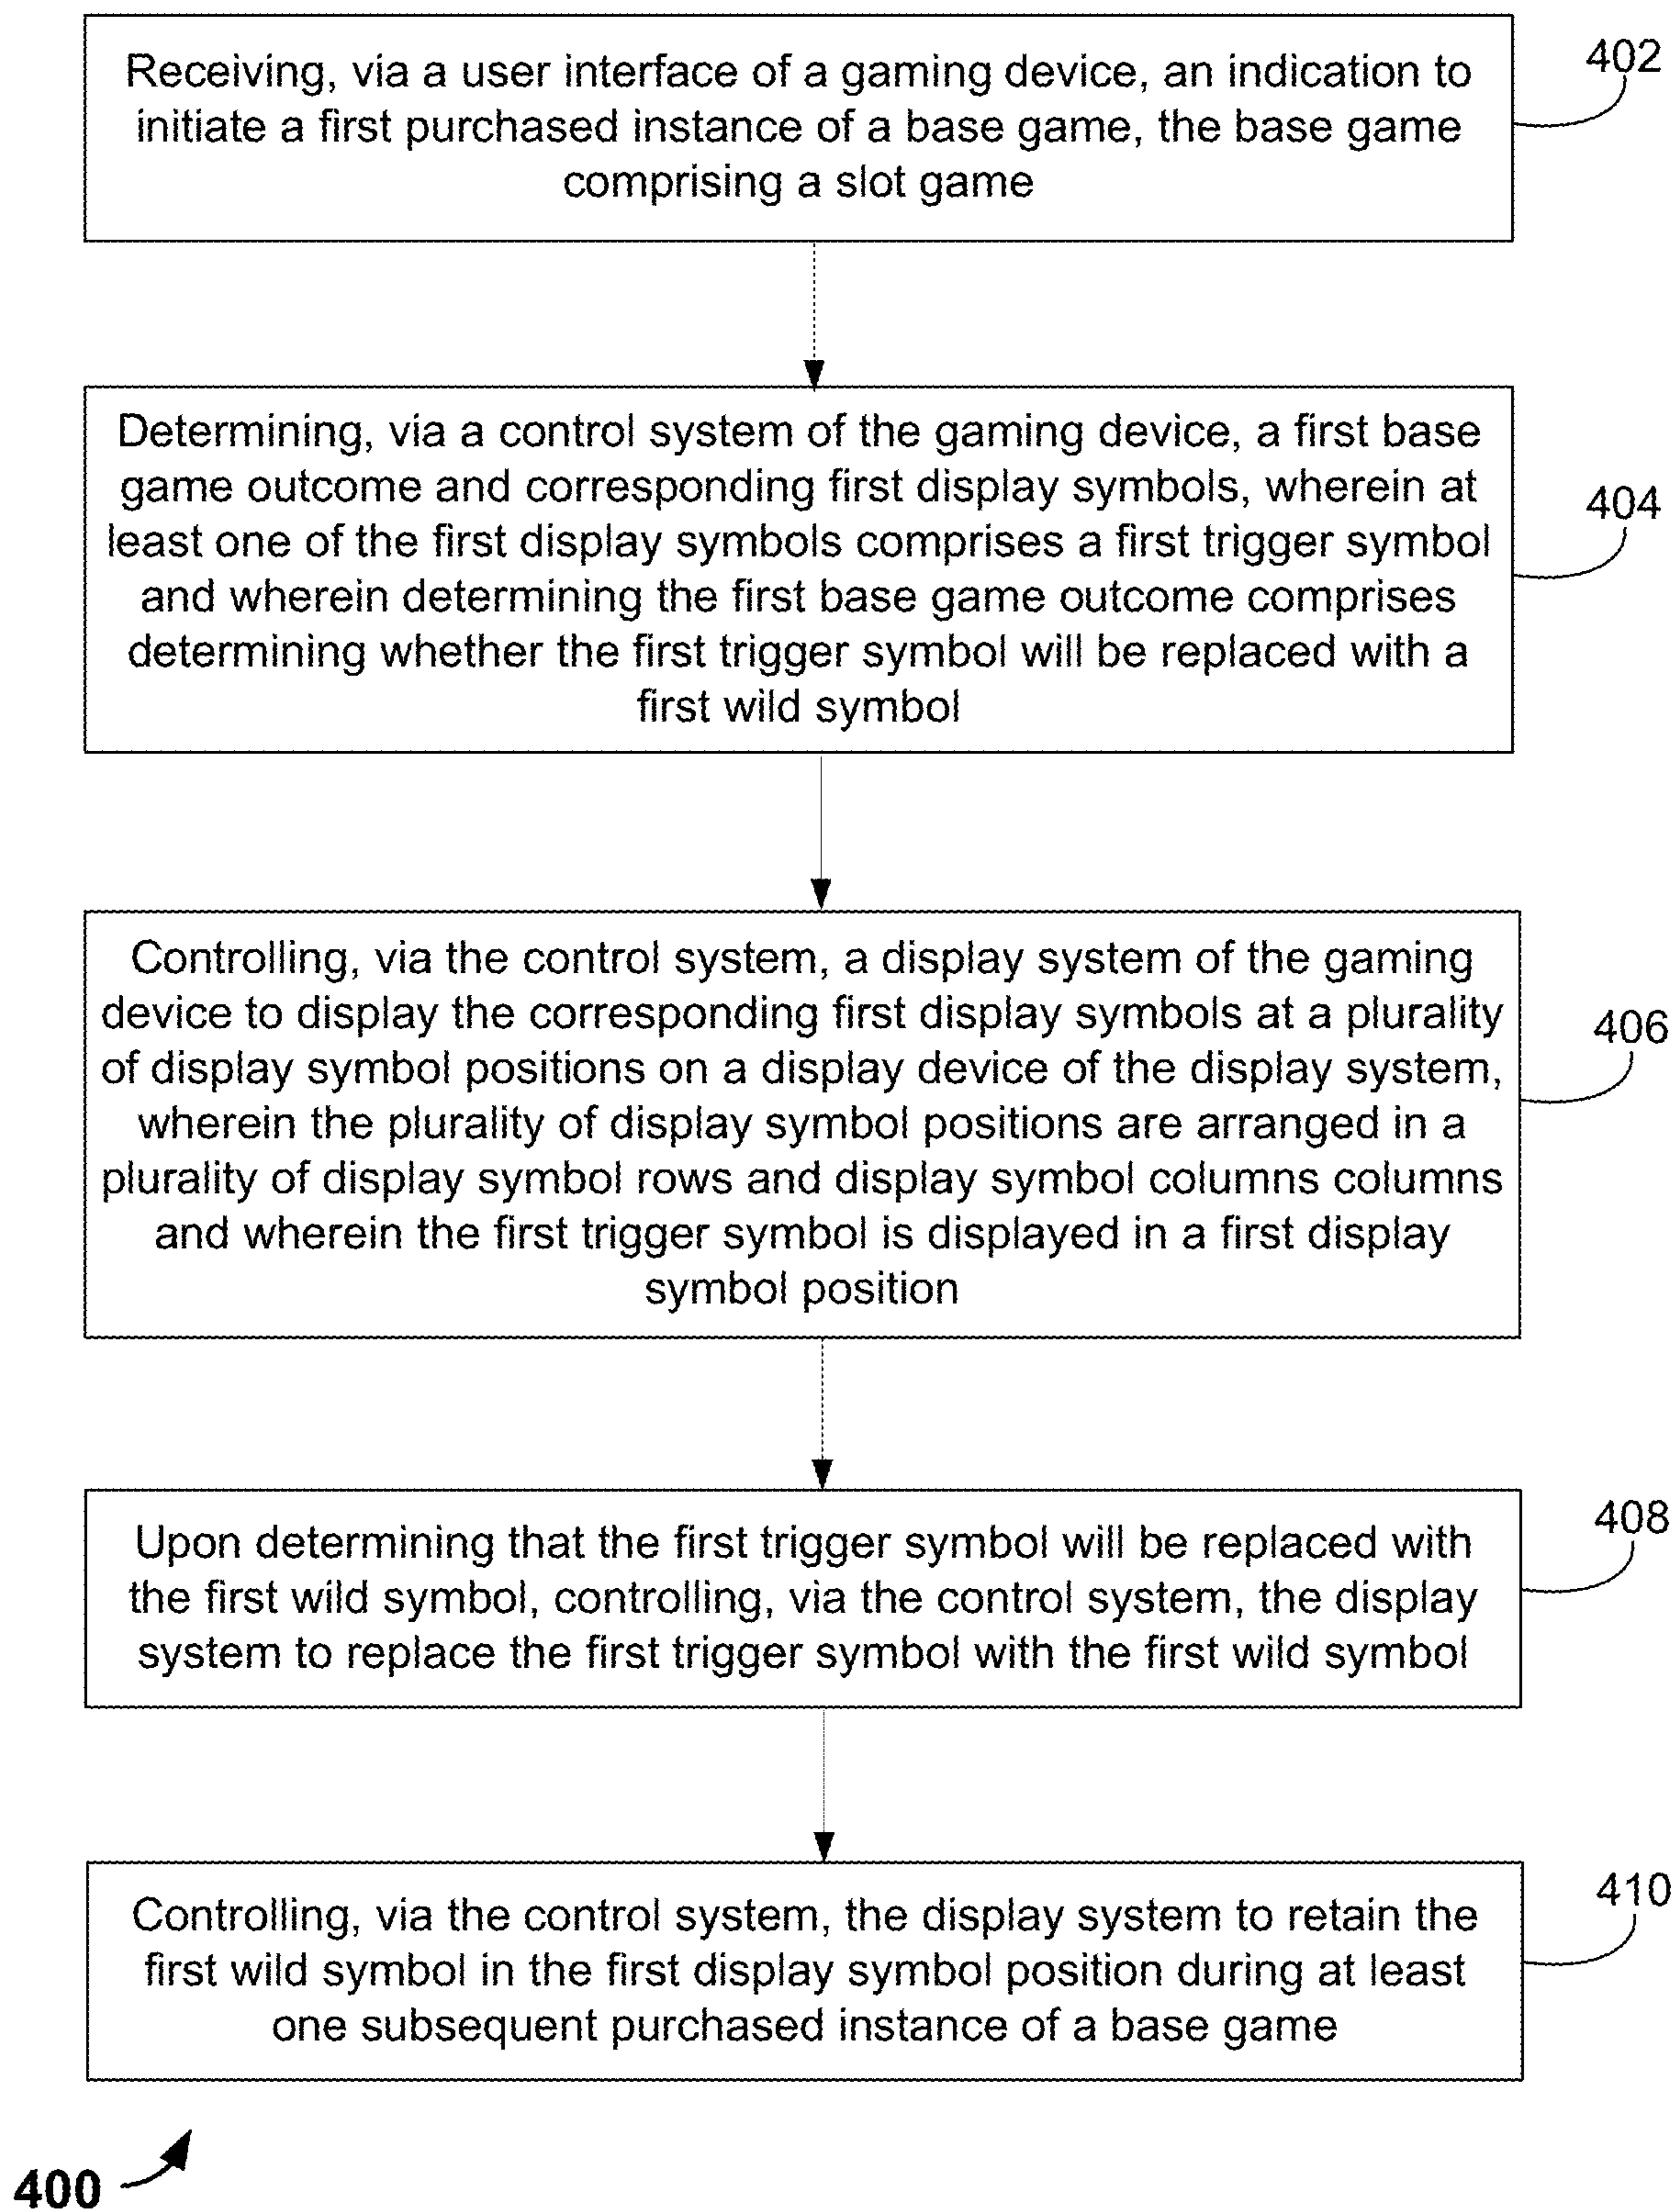 Receiving, via a user interface of a gaming device, an indication to
initiate a first purchased instance of a base game, the base game
comprising a slot game
402
Determining, via a control system of the gaming device, a first base
game outcome and corresponding first display symbols, wherein at
least one of the first display symbols comprises a first trigger symbol
and wherein determining the first base game outcome comprises
determining whether the first trigger symbol will be replaced with a
first wild symbol
404
Controlling, via the control system, a display system of the gaming
device to display the corresponding first display symbols at a plurality
of display symbol positions on a display device of the display system,
wherein the plurality of display symbol positions are arranged in a
plurality of display symbol rows and display symbol columns columns
and wherein the first trigger symbol is displayed in a first display
symbol position
406
Upon determining that the first trigger symbol will be replaced with
the first wild symbol, controlling, via the control system, the display
system to replace the first trigger symbol with the first wild symbol
408
Controlling, via the control system, the display system to retain the
first wild symbol in the first display symbol position during at least
one subsequent purchased instance of a base game
410
400